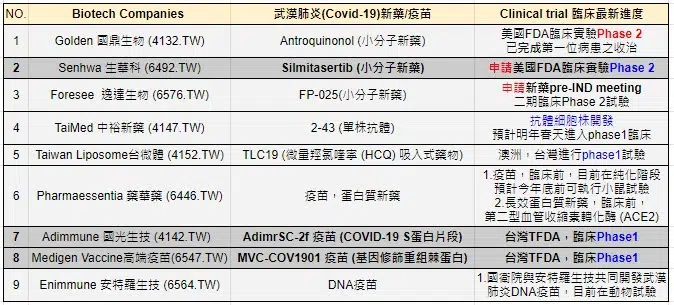 NO. Biotech Companies 武漢肺炎(Covid-19)新藥/疫苗 Clinical trial 臨床最新進度
1 Golden 國鼎生物 (4132.TW) Antroquinonol (小分子新藥) 美國FDA臨床實驗Phase 2
已完成第一位病患之收治
2 Senhwa 生華科 (6492.TW) Silmitasertib (小分子新藥) 申請美國FDA臨床實驗Phase 2
3 Foresee 逸達生物 (6576.TW) FP-025(小分子新藥) 申請新藥pre-IND meeting
二期臨床Phase 2試驗
4 TaiMed 中裕新藥 (4147.TW) 2-43 (單株抗體) 抗體細胞株開發
預計明年春天進入phase1臨床
5 Taiwan Liposome台微體 (4152.TW) TLC19 (微量羥氯喹寧 (HCQ) 吸入式藥物) 澳洲，台灣進行phase1試驗
6 Pharmaessentia 藥華藥 (6446.TW) 疫苗，蛋白質新藥 1.疫苗，臨床前，目前在純化階段
預計今年底前可執行小鼠試驗
2.長效蛋白質新藥，臨床前，
第二型血管收縮素轉化酶 (ACE2)
7 Adimmune 國光生技 (4142.TW) AdimrSC-2f 疫苗 (COVID-19 S蛋白片段) 台灣TFDA，臨床Phase1
8 Medigen Vaccine高端疫苗(6547.TW) MVC-COV1901 疫苗 (基因修飾重組棘蛋白) 台灣TFDA，臨床Phase1
9 Enimmune 安特羅生技 (6564.TW) DNA疫苗 1.國衛院與安特羅生技共同開發武漢
肺炎DNA疫苗，目前在動物試驗